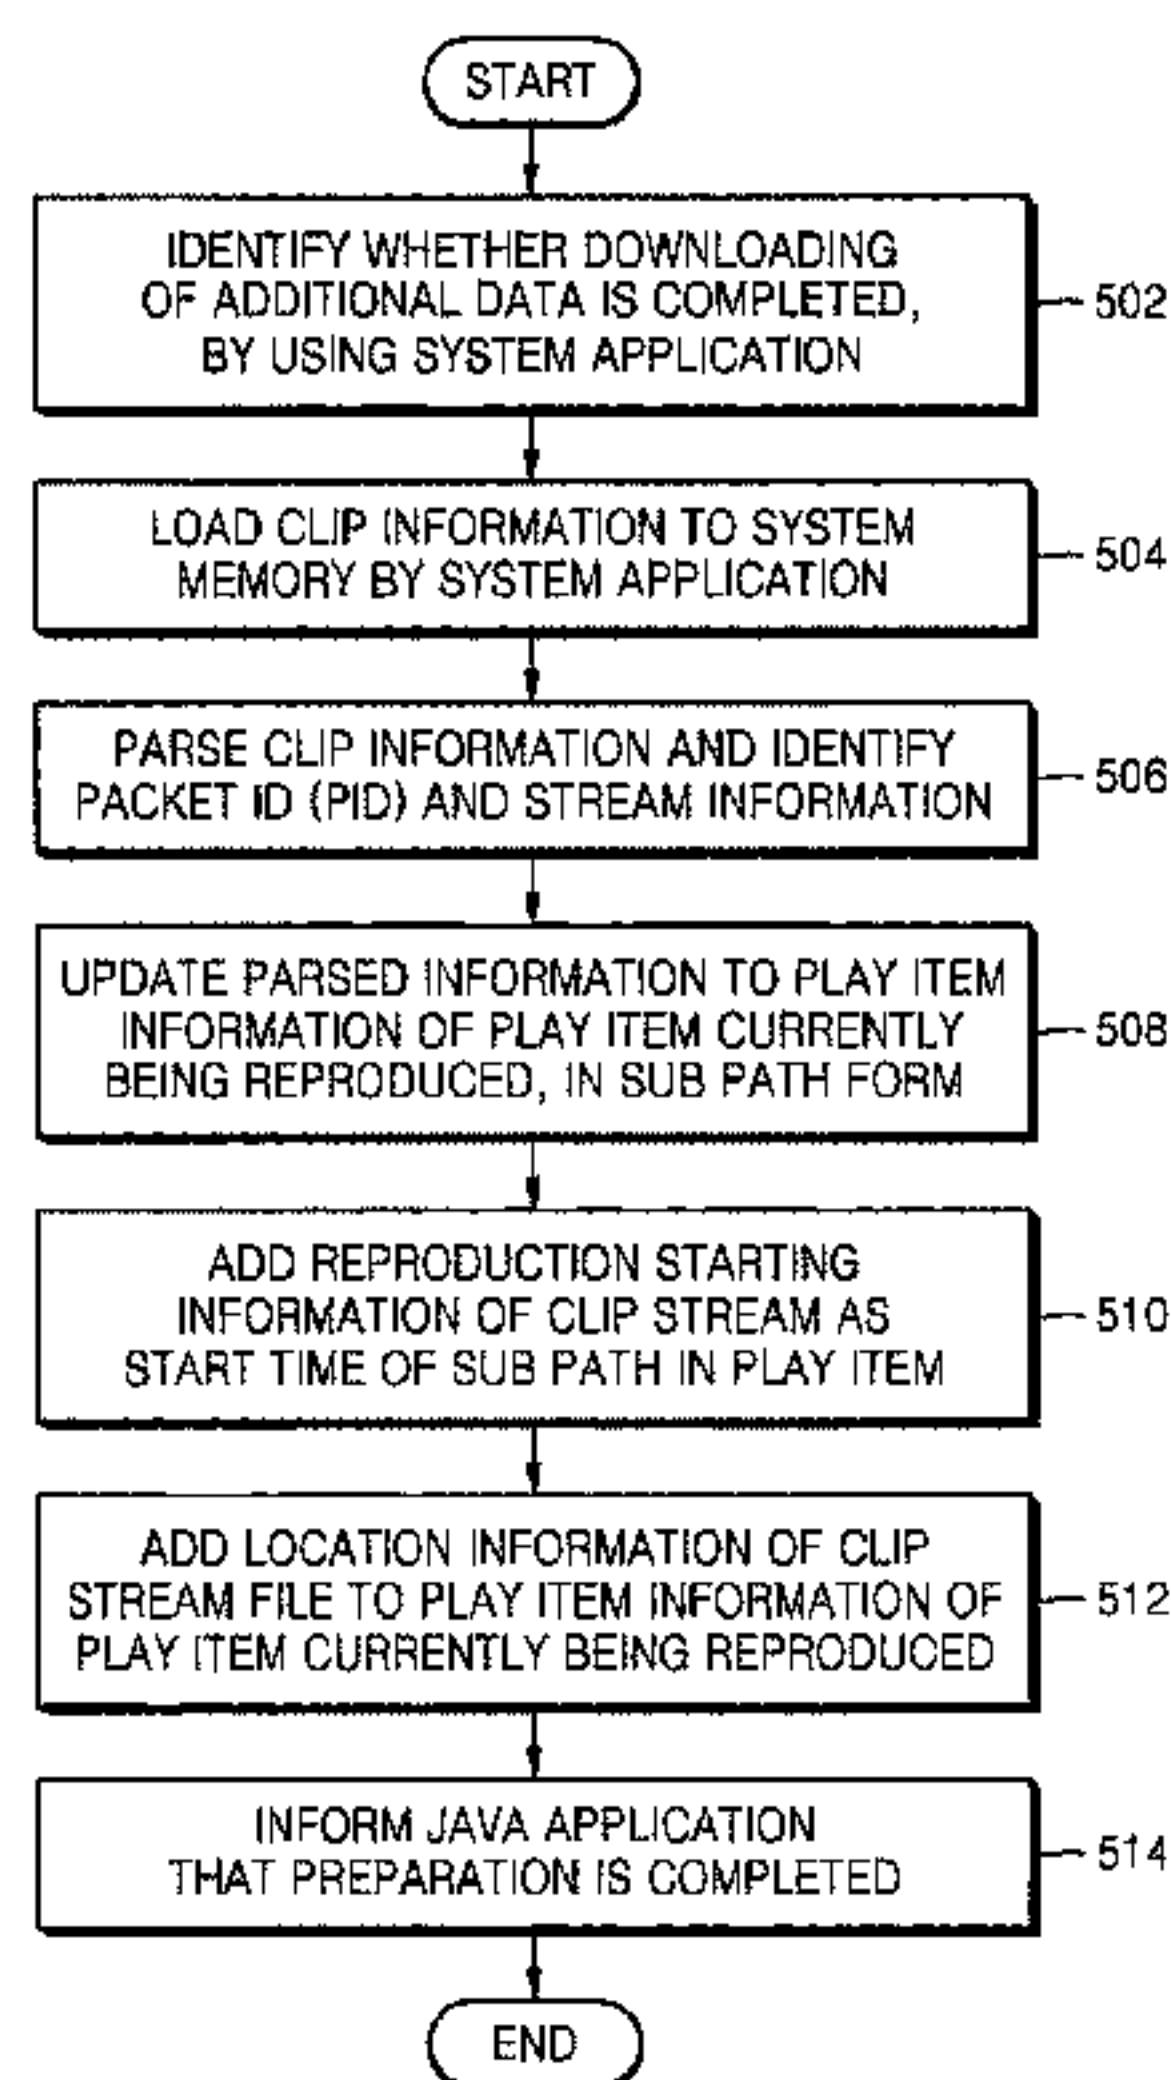 START
IDENTIFY WHETHER DOWNLOADING
OF ADDITIONAL DATA IS COMPLETED,
BY USING SYSTEM APPLICATION
502
LOAD CLIP INFORMATION TO SYSTEM
MEMORY BY SYSTEM APPLICATION
504
PARSE CLIP INFORMATION AND IDENTIFY
PACKET ID (PID) AND STREAM INFORMATION
506
UPDATE PARSED INFORMATION TO PLAY ITEM
INFORMATION OF PLAY ITEM CURRENTLY
BEING REPRODUCED, IN SUB PATH FORM
508
ADD REPRODUCTION STARTING
INFORMATION OF CLIP STREAM AS
START TIME OF SUB PATH IN PLAY ITEM
510
ADD LOCATION INFORMATION OF CLIP
STREAM FILE TO PLAY ITEM INFORMATION OF
PLAY ITEM CURRENTLY BEING REPRODUCED
512
INFORM JAVA APPLICATION
THAT PREPARATION IS COMPLETED
514
END